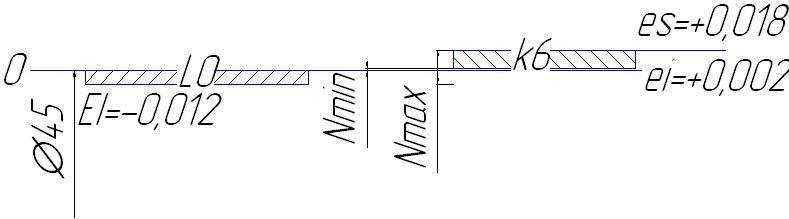 es=+0,018
0
L0
k6
ei=+0,002
EI=-0,012
Ø45
Nmin
Nmax